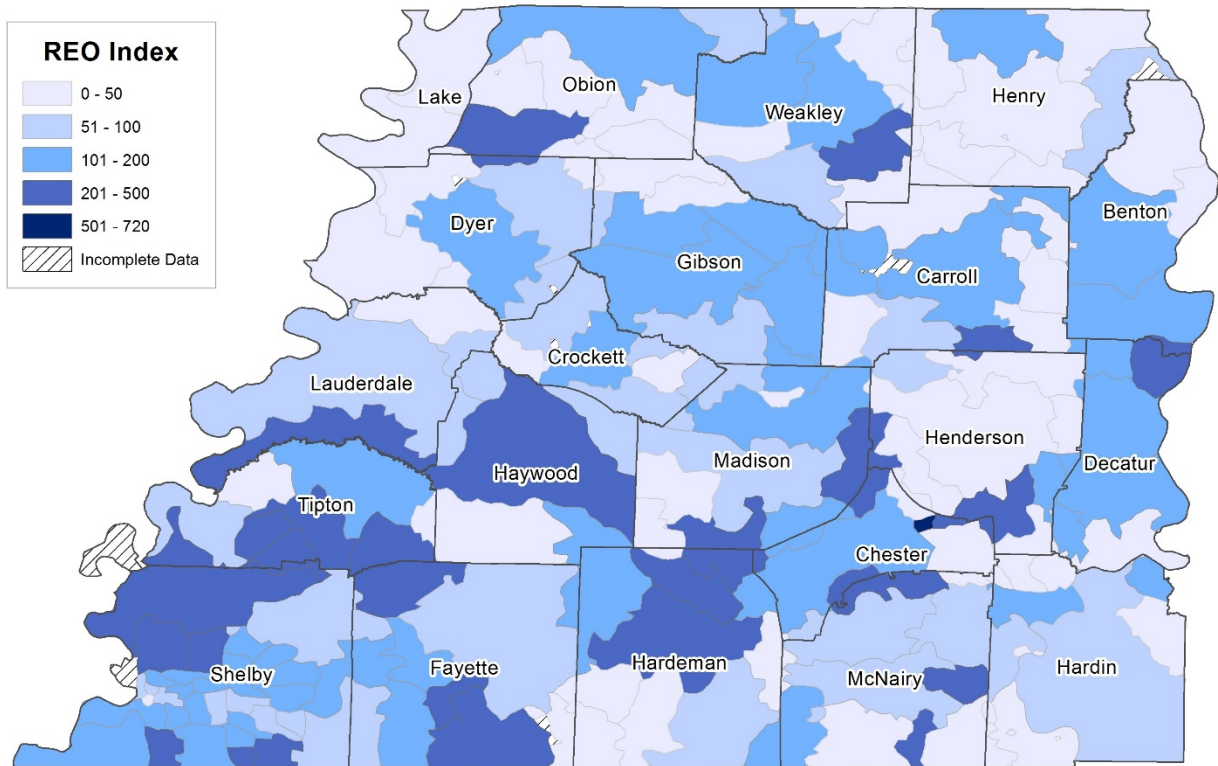 REO Index
0 - 50
51 - 100
101 - 200
201 - 500
501 - 720
Incomplete Data
Lake
Obion
Weakley
Henry
Dyer
Gibson
Carroll
Benton
Crockett
Lauderdale
Haywood
Madison
Henderson
Decatur
Tipton
Chester
Shelby
Fayette
Hardeman
McNairy
Hardin